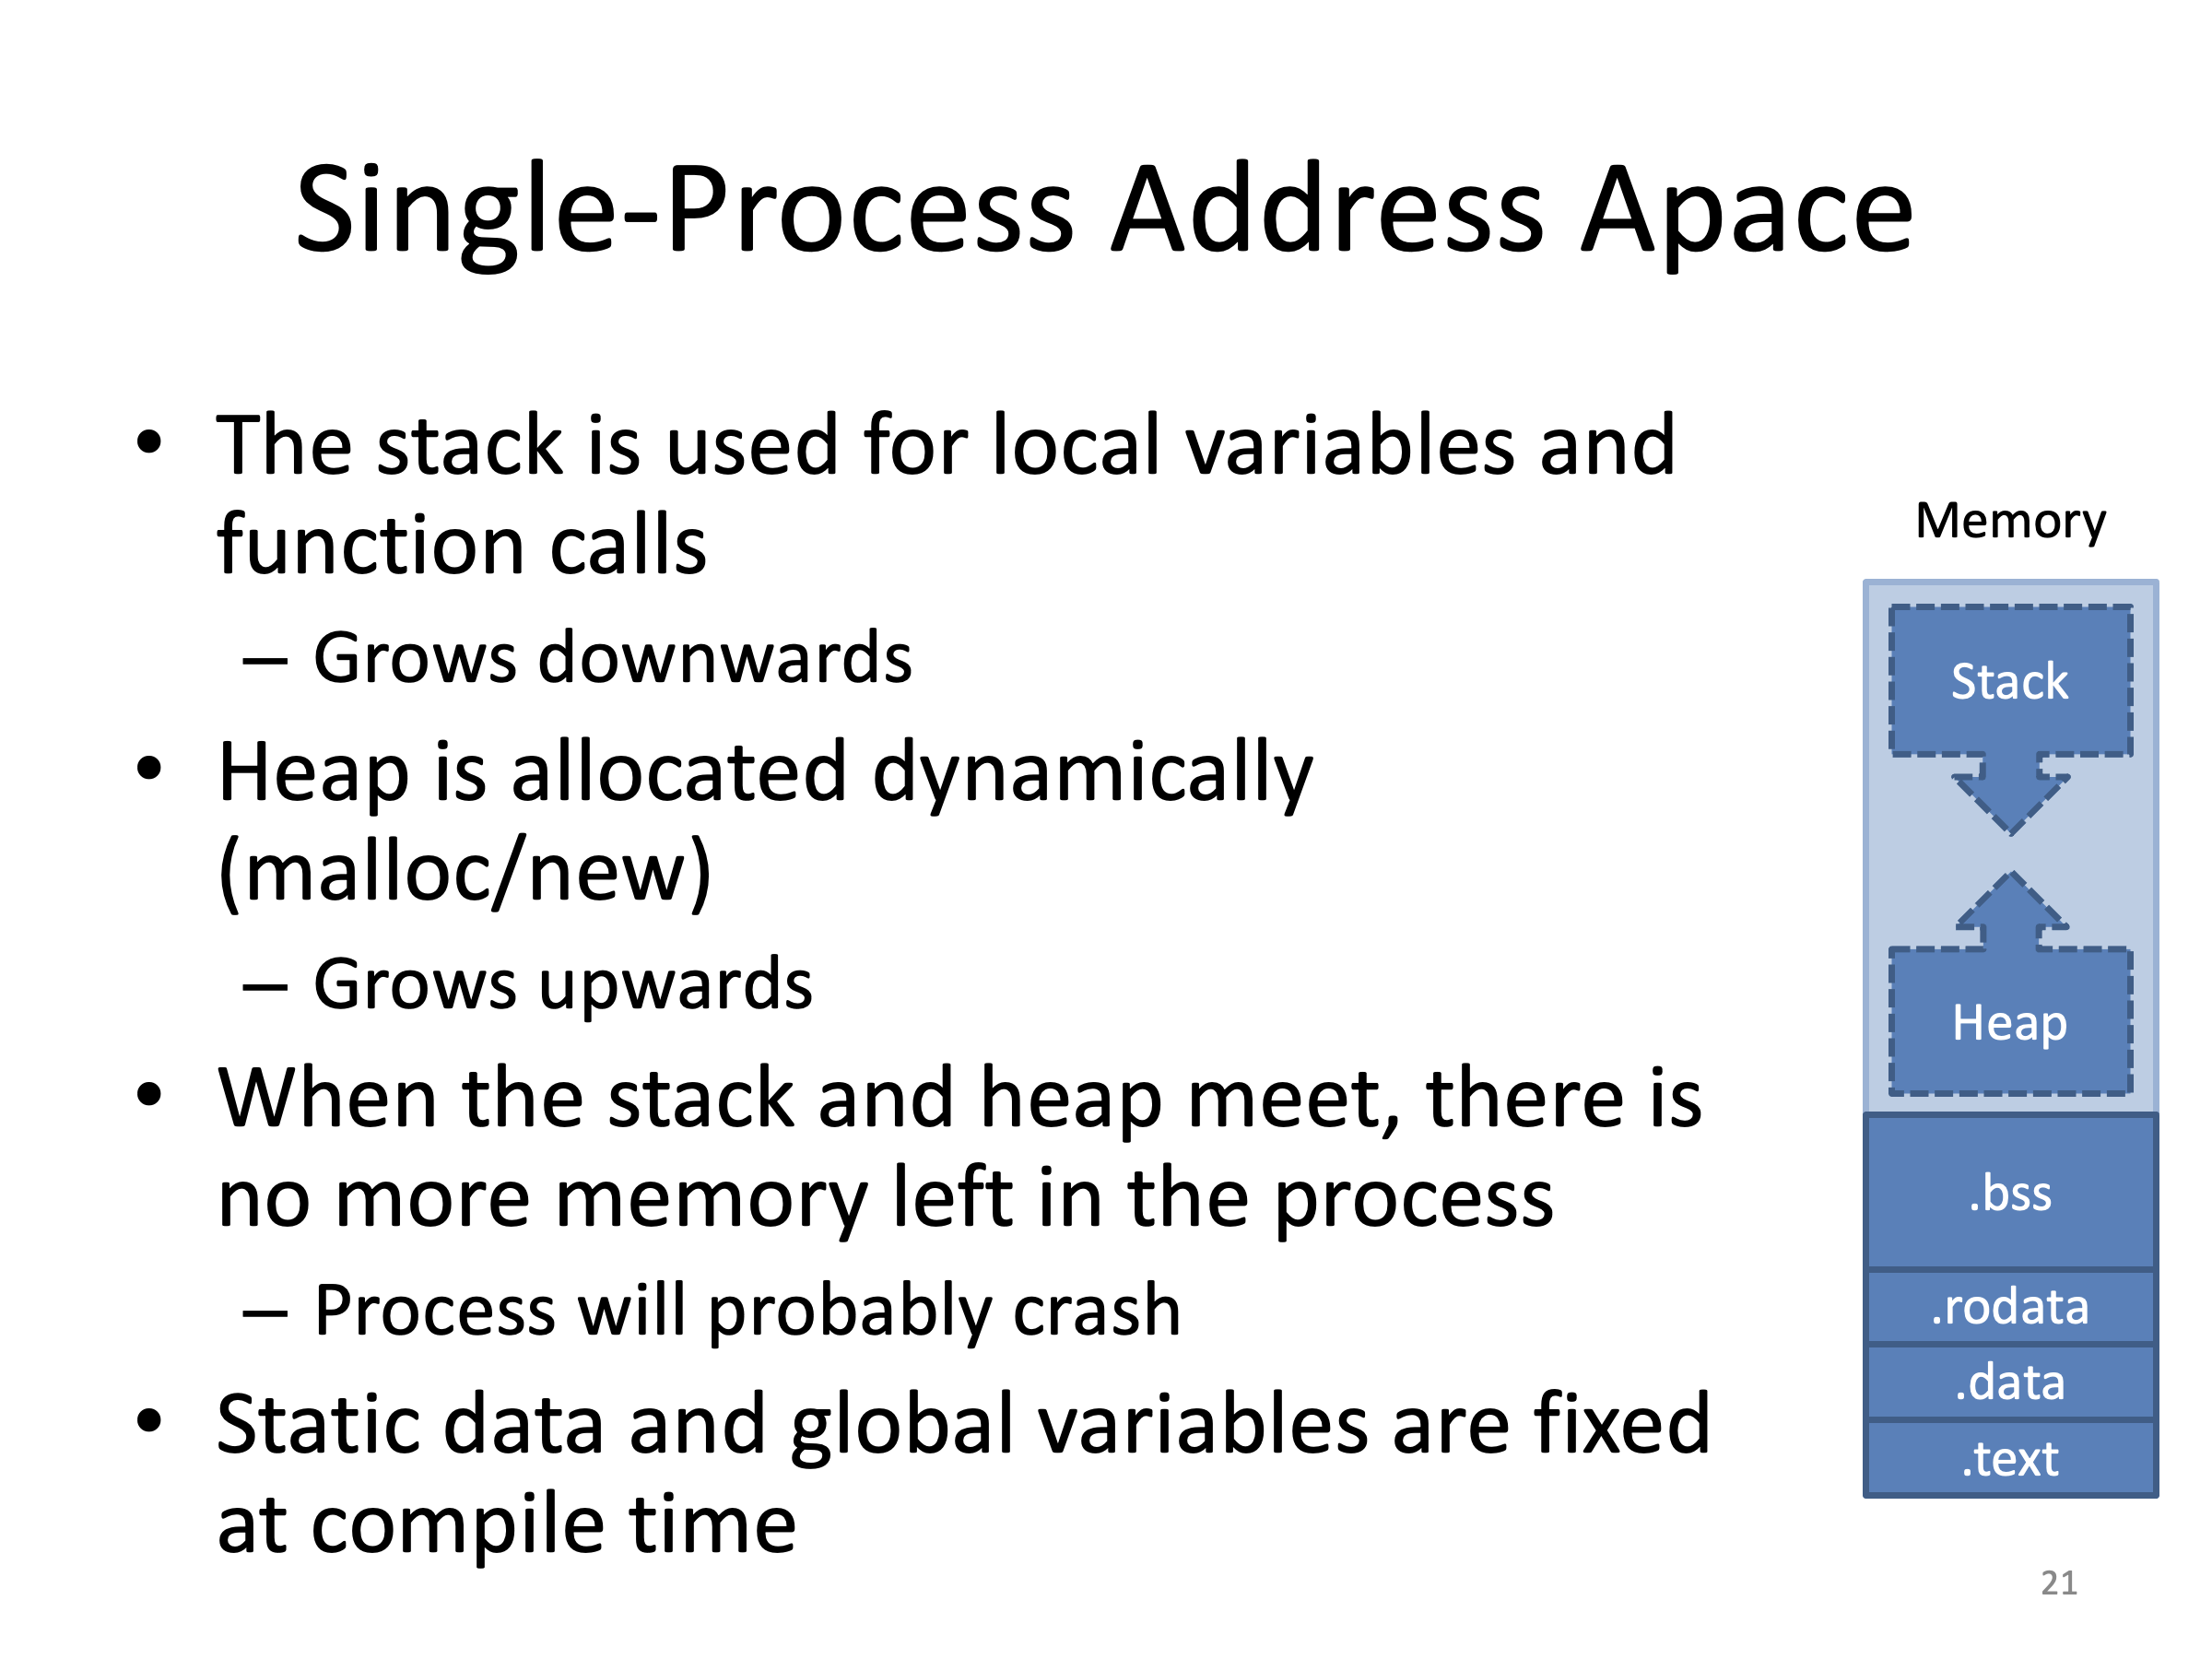 Single-Process Address Apace
• The stack is used for local variables and
function calls
– Grows downwards
• Heap is allocated dynamically
(malloc/new)
– Grows upwards
• When the stack and heap meet, there is
no more memory left in the process
– Process will probably crash
• Static data and global variables are fixed
at compile time
Memory
Stack
Heap
.bss
.rodata
.data
.text
21